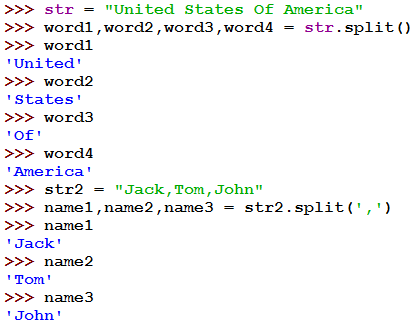 >>> str = "United States Of America"
>>> word1,word2,word3,word4 = str.split()
>>> word1
'United'
>>> word2
'States'
>>> word3
'Of'
>>> word4
'America'
>>> str2 = "Jack,Tom,John"
>>> name1,name2,name3 = str2.split(',')
>>> name1
'Jack'
>>> name2
'Tom'
>>> name3
'John'